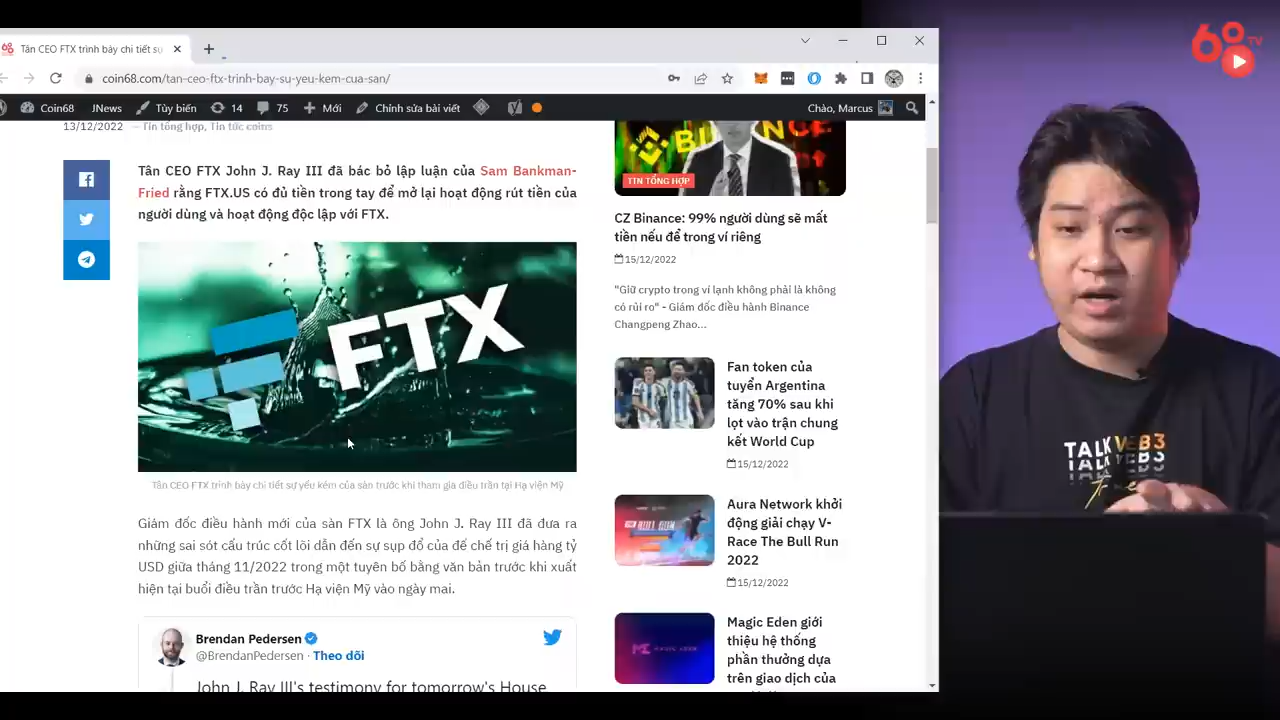 Tân CEO FTX trình bày chi tiết sự
coin68.com/tan-ceo-ftx-trinh-bay-su-yeu-kem-cua-san/
Coin68
JNews
Tùy biến
14
75
Mới
Chỉnh sửa bài viết
Chào, Marcus
13/12/2022 — Tin tổng hợp, Tin tức coins
Tân CEO FTX John J. Ray III đã bác bỏ lập luận của Sam Bankman-
Fried rằng FTX.US có đủ tiền trong tay để mở lại hoạt động rút tiền của
người dùng và hoạt động độc lập với FTX.
FTX
Tân CEO FTX trình bày chi tiết sự yếu kém của sàn trước khi tham gia điều trần tại Hạ viện Mỹ
Giám đốc điều hành mới của sàn FTX là ông John J. Ray III đã đưa ra
những sai sót cấu trúc cốt lõi dẫn đến sự sụp đổ của đế chế trị giá hàng tỷ
USD giữa tháng 11/2022 trong một tuyên bố bằng văn bản trước khi xuất
hiện tại buổi điều trần trước Hạ viện Mỹ vào ngày mai.
Brendan Pedersen
@BrendanPedersen · Theo dõi
John J. Ray III's testimony for tomorrow's House
TIN TỔNG HỢP
CZ Binance: 99% người dùng sẽ mất
tiền nếu để trong ví riêng
15/12/2022
"Giữ crypto trong ví lạnh không phải là không
có rủi ro" - Giám đốc điều hành Binance
Changpeng Zhao...
Fan token của
tuyển Argentina
tăng 70% sau khi
lọt vào trận chung
kết World Cup
15/12/2022
Aura Network khởi
động giải chạy V-
Race The Bull Run
2022
15/12/2022
Magic Eden giới
thiệu hệ thống
phần thưởng dựa
trên giao dịch của
68 TV
TALK WEB3
TALK WEB3